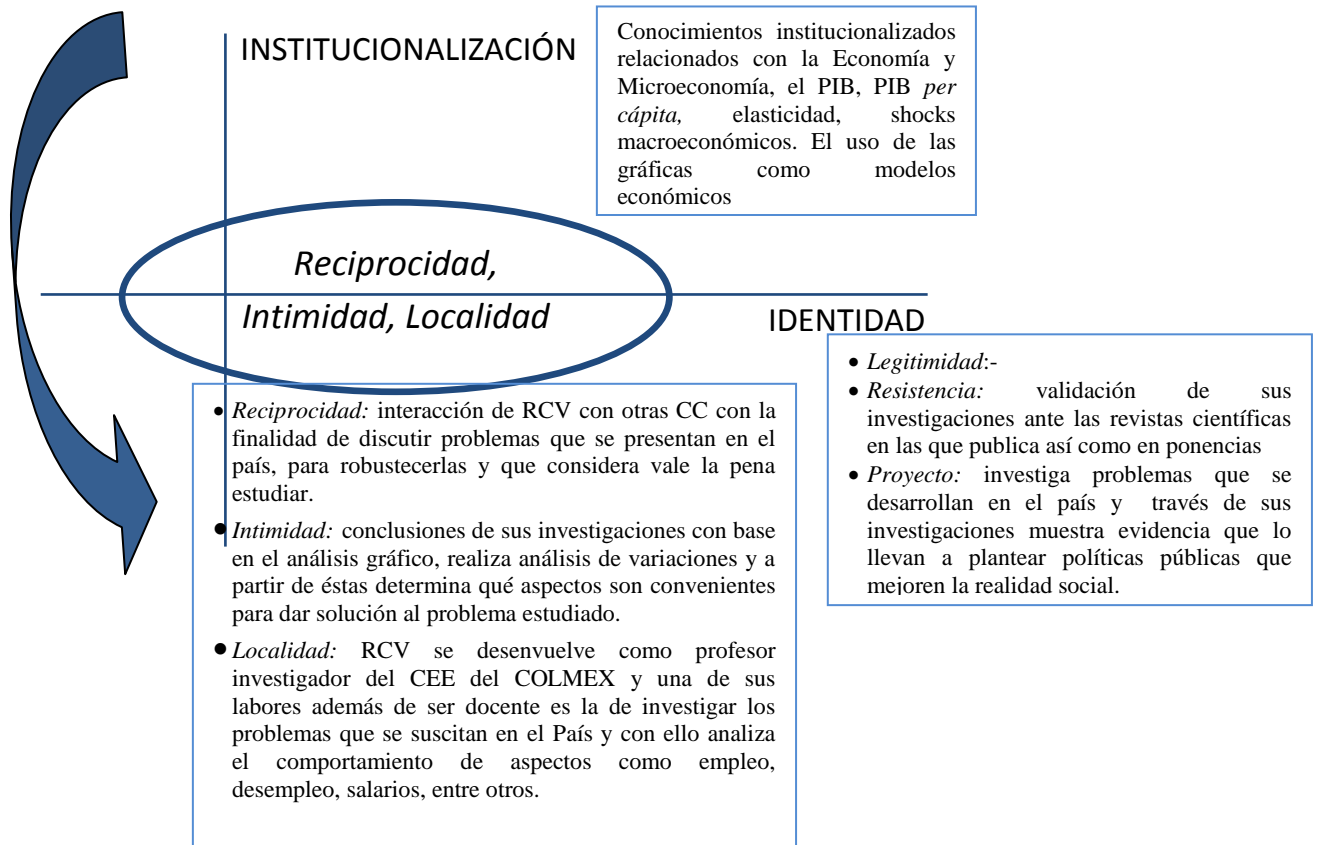 INSTITUCIONALIZACIÓN
Conocimientos institucionalizados
relacionados con la Economía y
Microeconomía, el PIB, PIB per
cápita, elasticidad, shocks
macroeconómicos. El uso de las
gráficas como modelos
económicos
Reciprocidad,
Intimidad, Localidad
IDENTIDAD
• Reciprocidad: interacción de RCV con otras CC con la
finalidad de discutir problemas que se presentan en el
país, para robustecerlas y que considera vale la pena
estudiar.
• Intimidad: conclusiones de sus investigaciones con base
en el análisis gráfico, realiza análisis de variaciones y a
partir de éstas determina qué aspectos son convenientes
para dar solución al problema estudiado.
• Localidad: RCV se desenvuelve como profesor
investigador del CEE del COLMEX y una de sus
labores además de ser docente es la de investigar los
problemas que se suscitan en el País y con ello analiza
el comportamiento de aspectos como empleo,
desempleo, salarios, entre otros.
• Legitimidad:-
• Resistencia: validación de sus
investigaciones ante las revistas científicas
en las que publica así como en ponencias
• Proyecto: investiga problemas que se
desarrollan en el país y través de sus
investigaciones muestra evidencia que lo
llevan a plantear políticas públicas que
mejoren la realidad social.